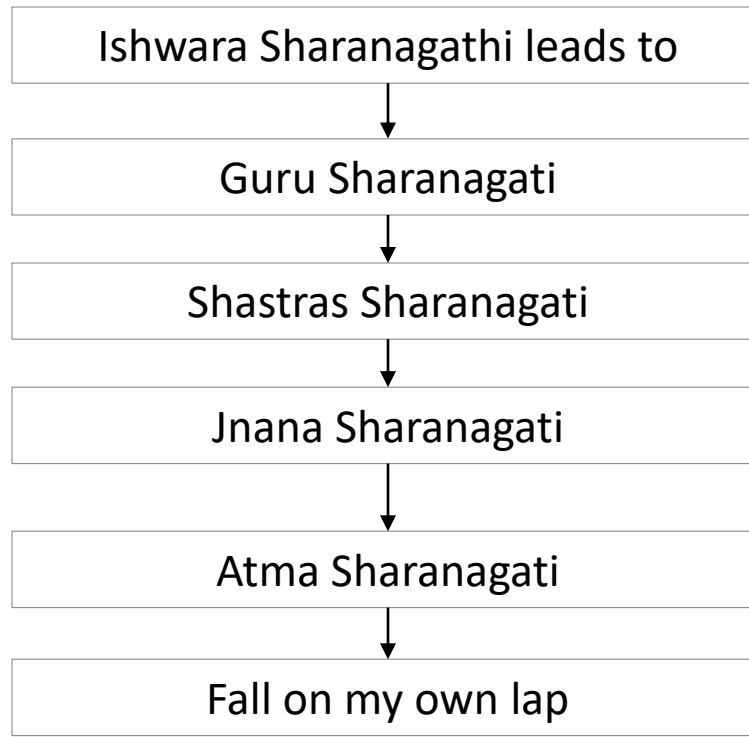 Ishwara Sharanagathi leads to
Guru Sharanagati
Shastras Sharanagati
Jnana Sharanagati
Atma Sharanagati
Fall on my own lap